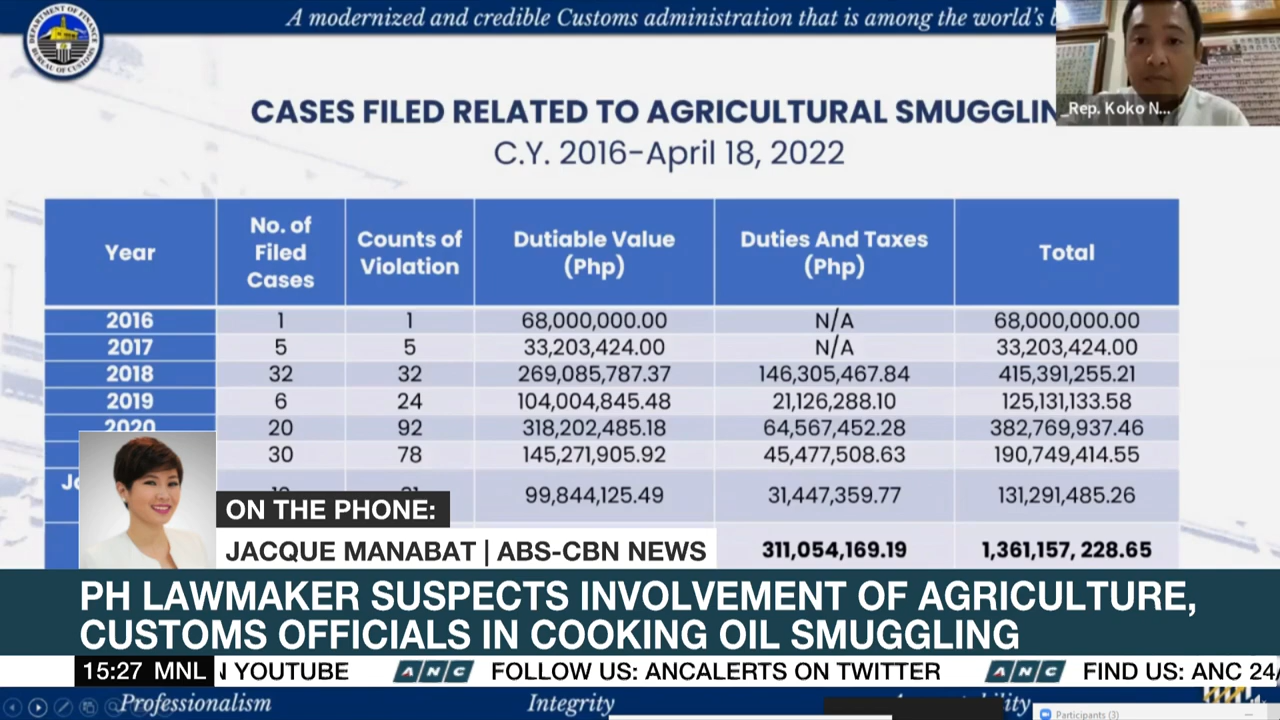 A modernized and credible Customs administration that is among the world's
DEPARTMENT OF FINANCE
BUREAU OF CUSTOMS
_Rep. Koko N...
CASES FILED RELATED TO AGRICULTURAL SMUGGLIN
C.Y. 2016-April 18, 2022
Year No. of Filed Cases Counts of Violation Dutiable Value (Php) Duties And Taxes (Php) Total
2016 1 1 68,000,000.00 N/A 68,000,000.00
2017 5 5 33,203,424.00 N/A 33,203,424.00
2018 32 32 269,085,787.37 146,305,467.84 415,391,255.21
2019 6 24 104,004,845.48 21,126,288.10 125,131,133.58
2020 20 92 318,202,485.18 64,567,452.28 382,769,937.46
30 78 145,271,905.92 45,477,508.63 190,749,414.55
99,844,125.49 31,447,359.77 131,291,485.26
311,054,169.19 1,361,157, 228.65
ON THE PHONE:
JACQUE MANABAT | ABS-CBN NEWS
PH LAWMAKER SUSPECTS INVOLVEMENT OF AGRICULTURE,
CUSTOMS OFFICIALS IN COOKING OIL SMUGGLING
15:27 MNL N YOUTUBE ANC FOLLOW US: ANCALERTS ON TWITTER ANC FIND US: ANC 24/
Professionalism Integrity
Participants (3)